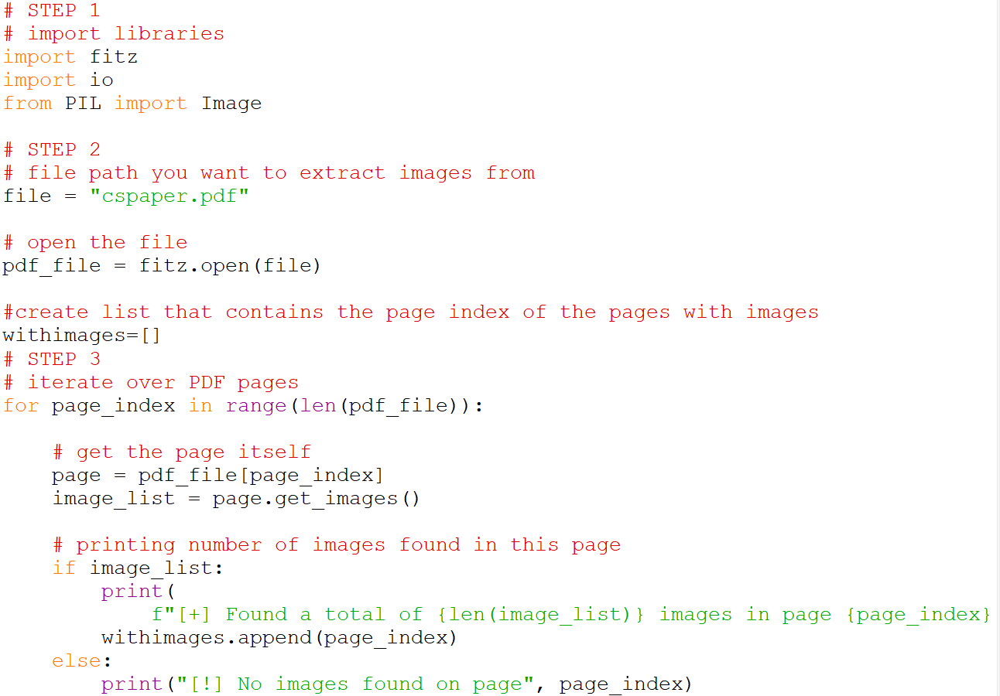 # STEP 1
# import libraries
import fitz
import io
from PIL import Image

# STEP 2
# file path you want to extract images from
file = "cspaper.pdf"

# open the file
pdf_file = fitz.open(file)

#create list that contains the page index of the pages with images
withimages=[]
# STEP 3
# iterate over PDF pages
for page_index in range(len(pdf_file)):

    # get the page itself
    page = pdf_file[page_index]
    image_list = page.get_images()

    # printing number of images found in this page
    if image_list:
        print(
            f"[+] Found a total of {len(image_list)} images in page {page_index}
        withimages.append(page_index)
    else:
        print("[!] No images found on page", page_index)